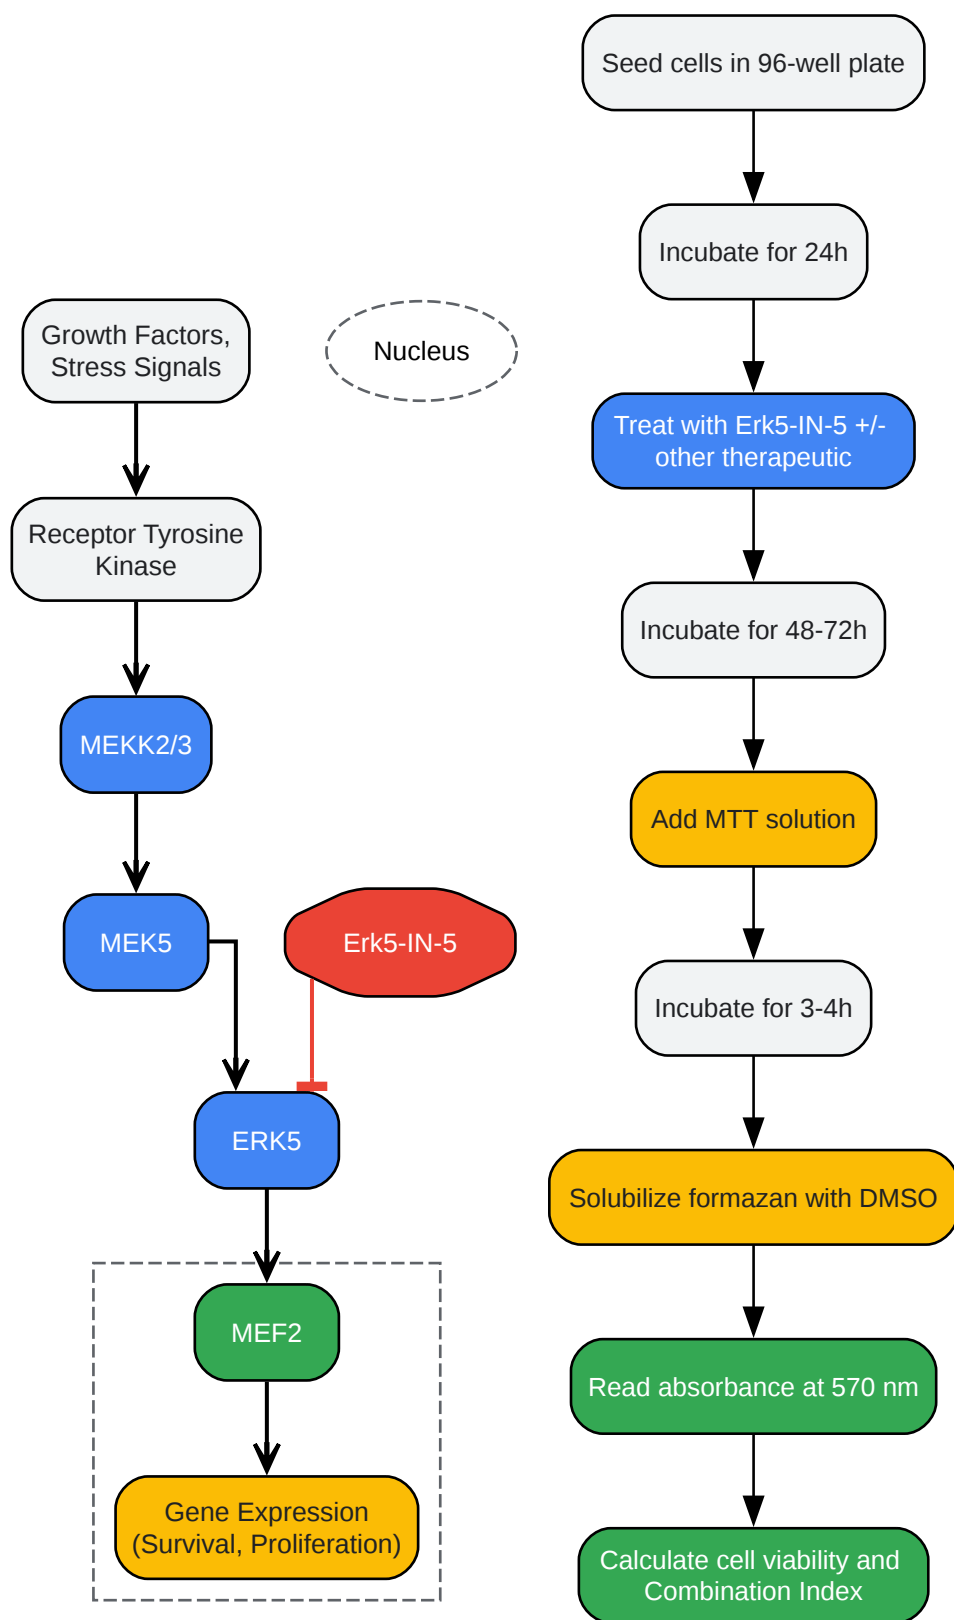 Growth Factors,
Stress Signals
Nucleus
Receptor Tyrosine
Kinase
MEKK2/3
MEK5
Erk5-IN-5
ERK5
MEF2
Gene Expression
(Survival, Proliferation)
Seed cells in 96-well plate
Incubate for 24h
Treat with Erk5-IN-5 +/-
other therapeutic
Incubate for 48-72h
Add MTT solution
Incubate for 3-4h
Solubilize formazan with DMSO
Read absorbance at 570 nm
Calculate cell viability and
Combination Index